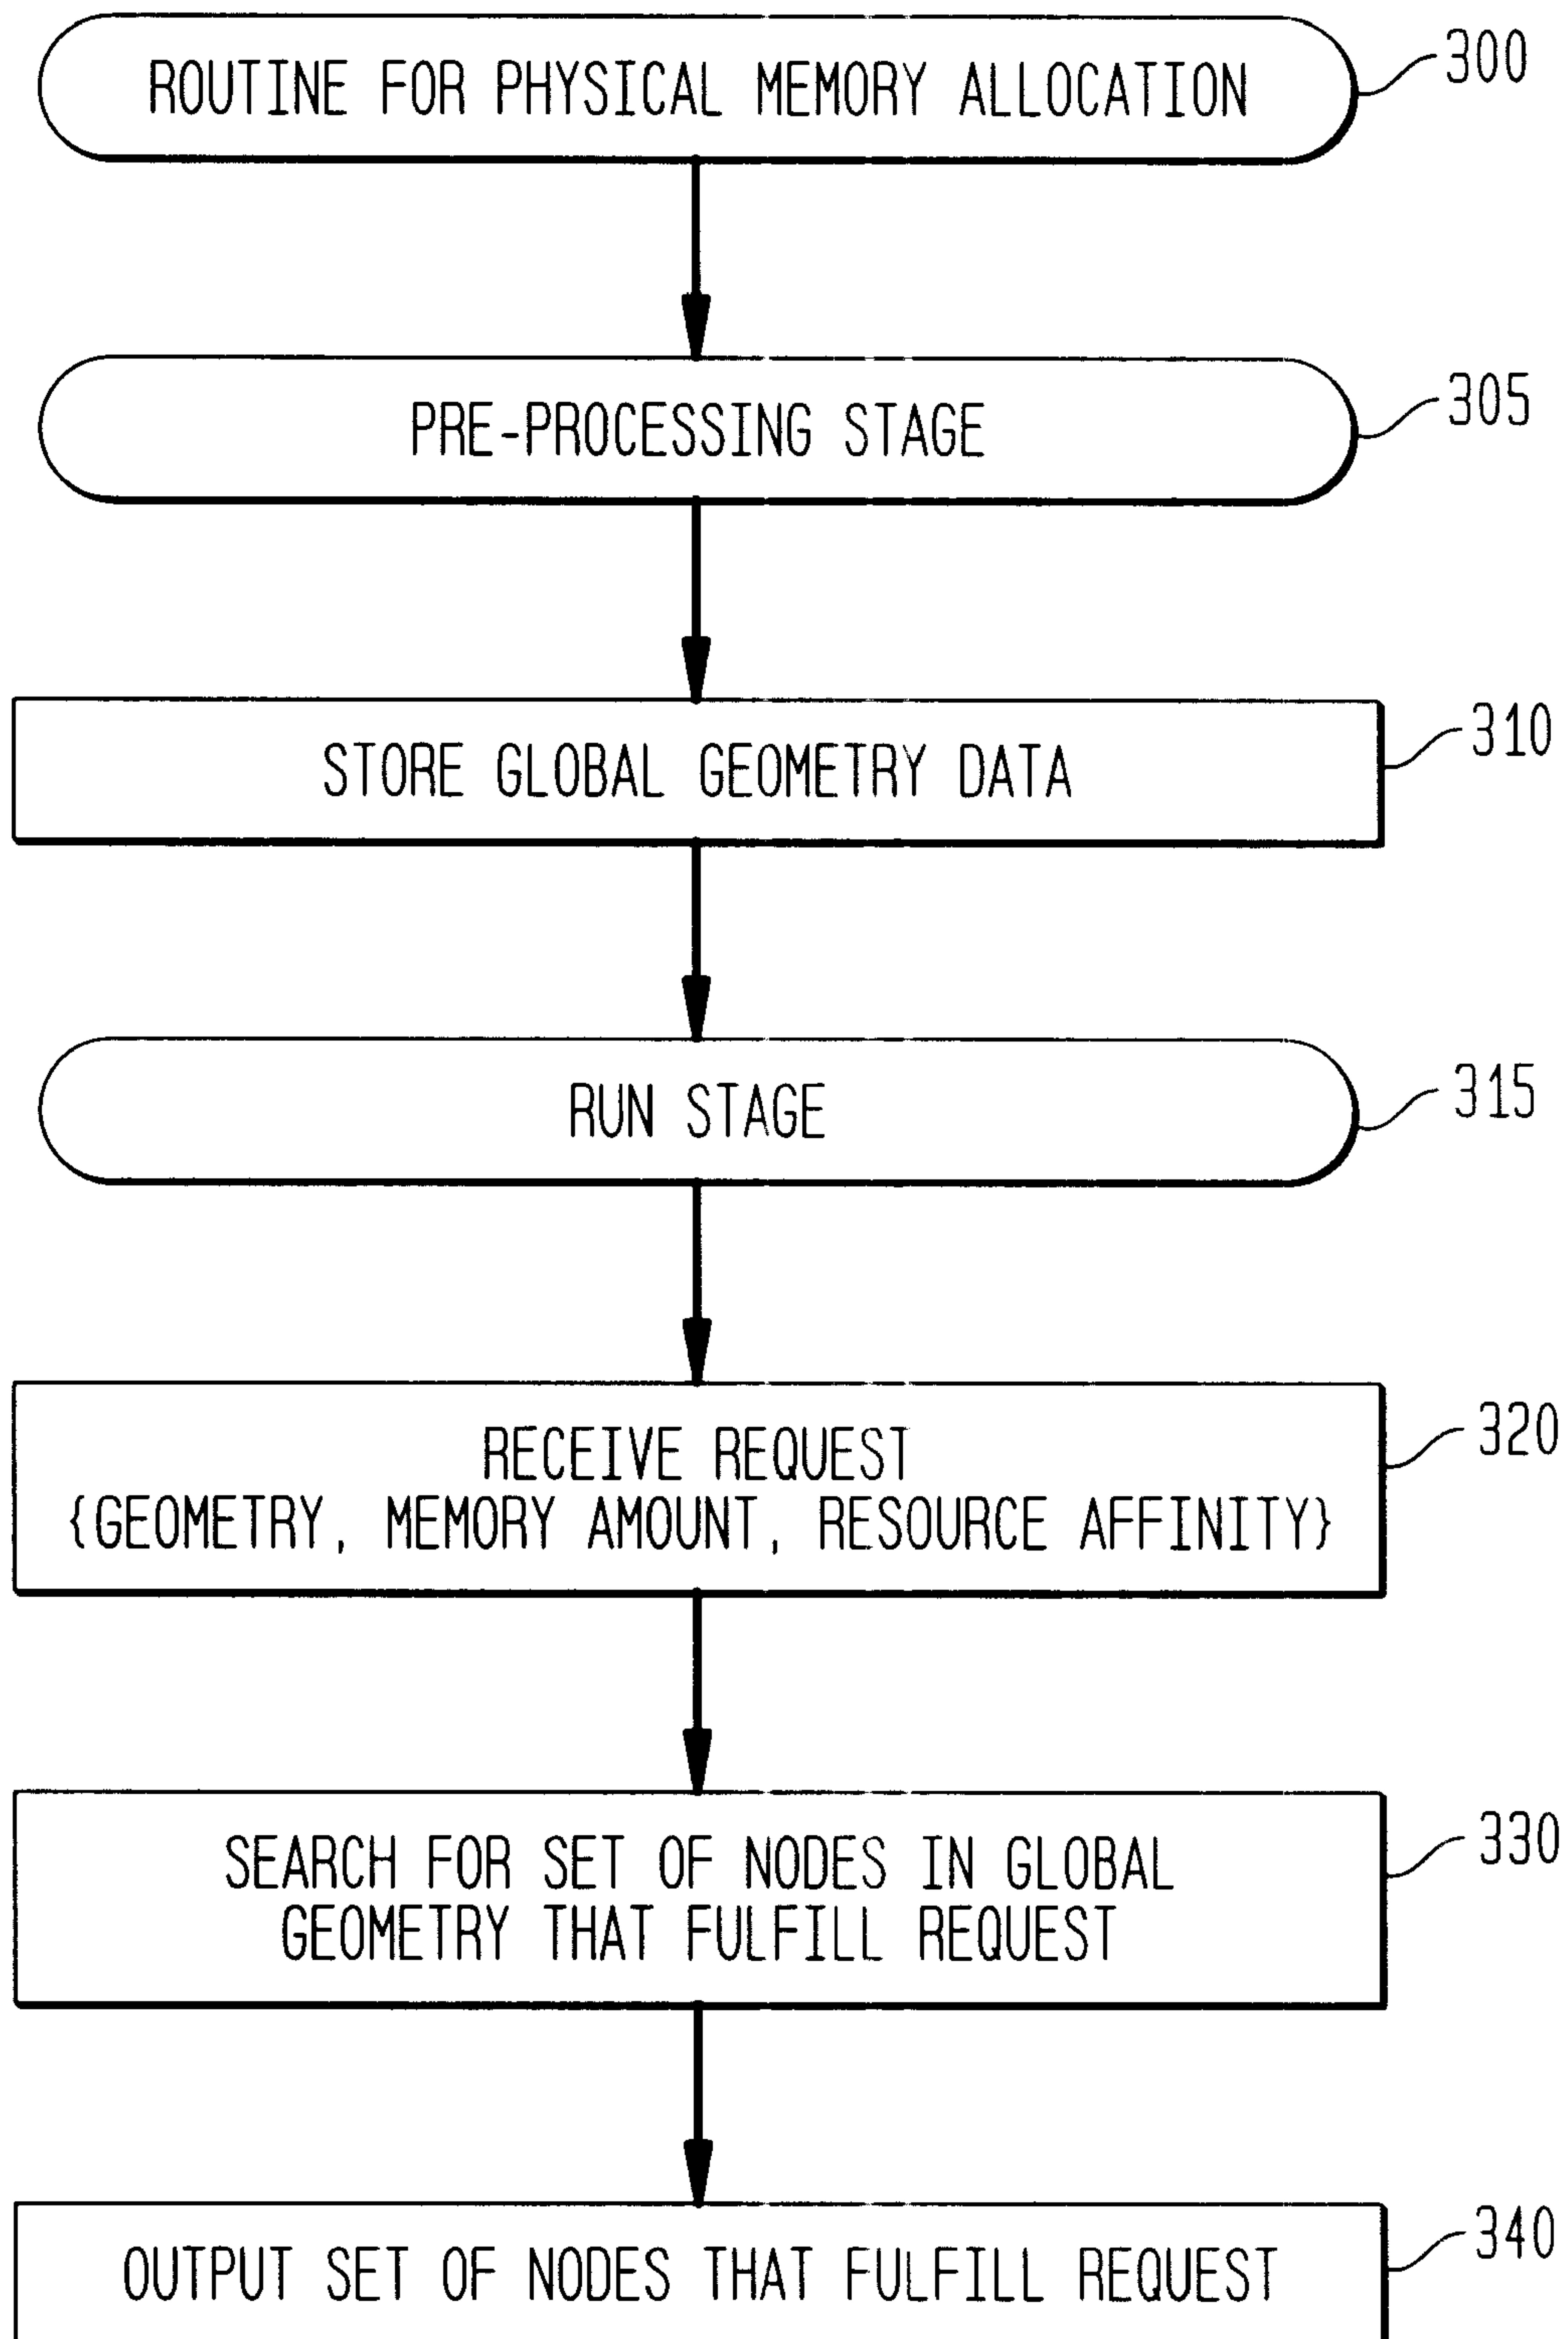 ROUTINE FOR PHYSICAL MEMORY ALLOCATION
300
PRE-PROCESSING STAGE
305
STORE GLOBAL GEOMETRY DATA
310
RUN STAGE
315
RECEIVE REQUEST
{GEOMETRY, MEMORY AMOUNT, RESOURCE AFFINITY}
320
SEARCH FOR SET OF NODES IN GLOBAL
GEOMETRY THAT FULFILL REQUEST
330
OUTPUT SET OF NODES THAT FULFILL REQUEST
340